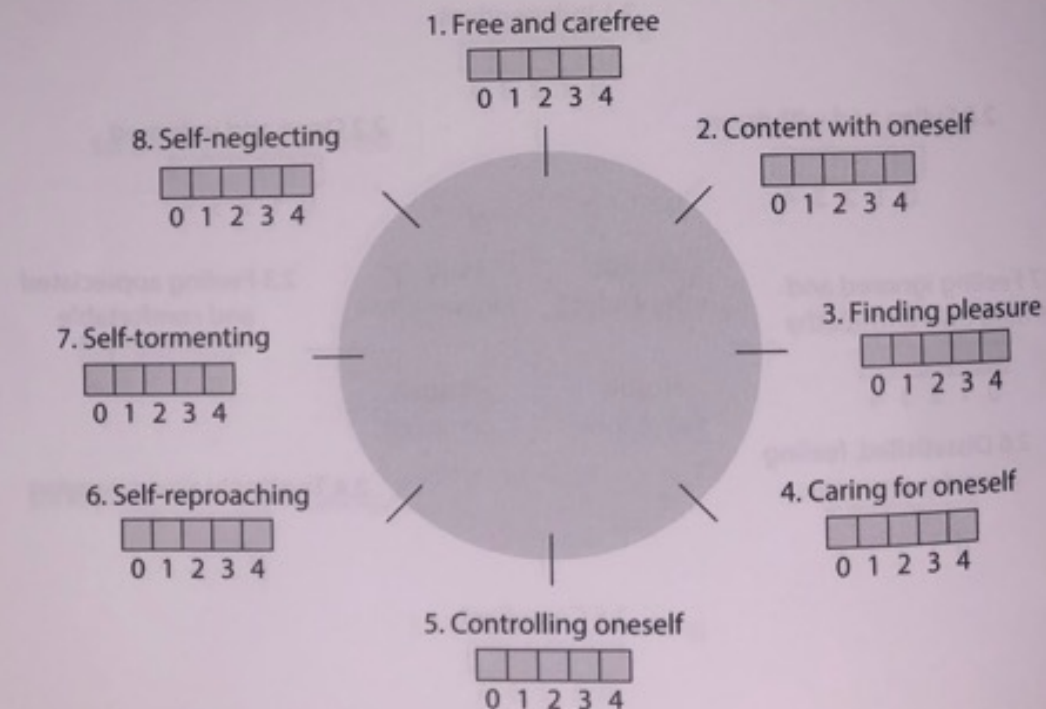 1. Free and carefree
0 1 2 3 4
2. Content with oneself
0 1 2 3 4
3. Finding pleasure
0 1 2 3 4
4. Caring for oneself
0 1 2 3 4
5. Controlling oneself
0 1 2 3 4
6. Self-reproaching
0 1 2 3 4
7. Self-tormenting
0 1 2 3 4
8. Self-neglecting
0 1 2 3 4